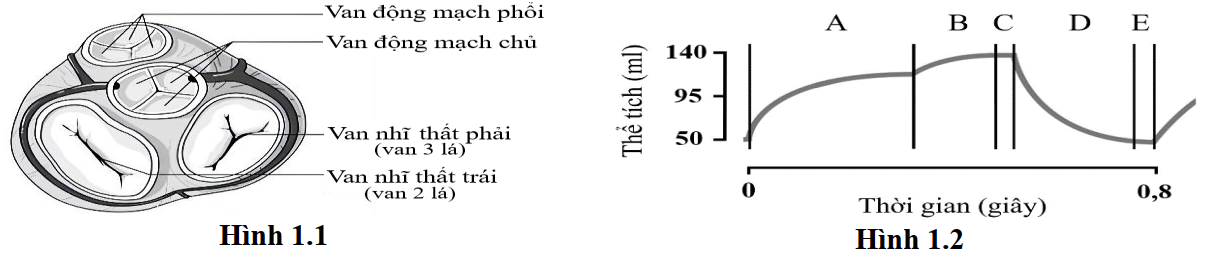 Van động mạch phổi
Van động mạch chủ
Van nhĩ thất phải
(van 3 lá)
Van nhĩ thất trái
(van 2 lá)
Hình 1.1
A B C D E
Thể tích (ml)
140
95
50
0
0,8
Thời gian (giây)
Hình 1.2